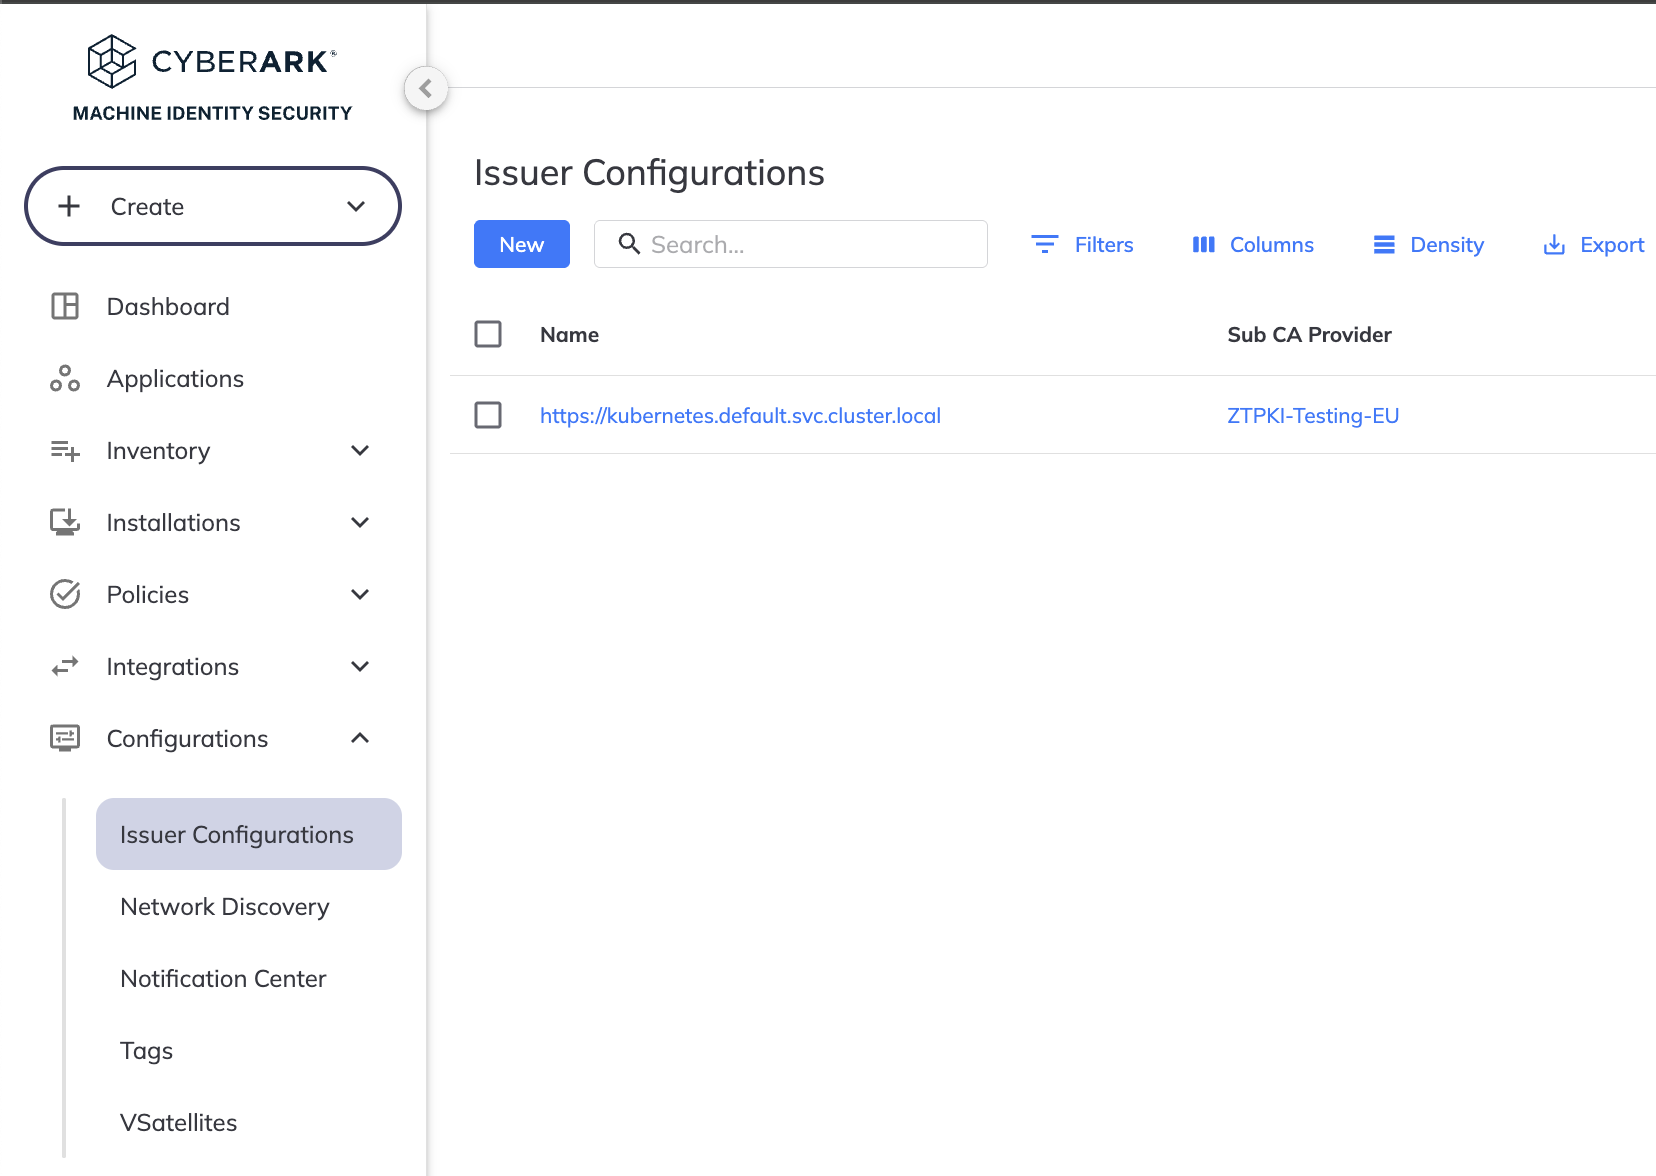 CYBERARK®
MACHINE IDENTITY SECURITY
Create
Dashboard
Applications
Inventory
Installations
Policies
Integrations
Configurations
Issuer Configurations
Network Discovery
Notification Center
Tags
VSatellites
Issuer Configurations
New
Search...
Filters
Columns
Density
Export
Name
Sub CA Provider
https://kubernetes.default.svc.cluster.local
ZTPKI-Testing-EU